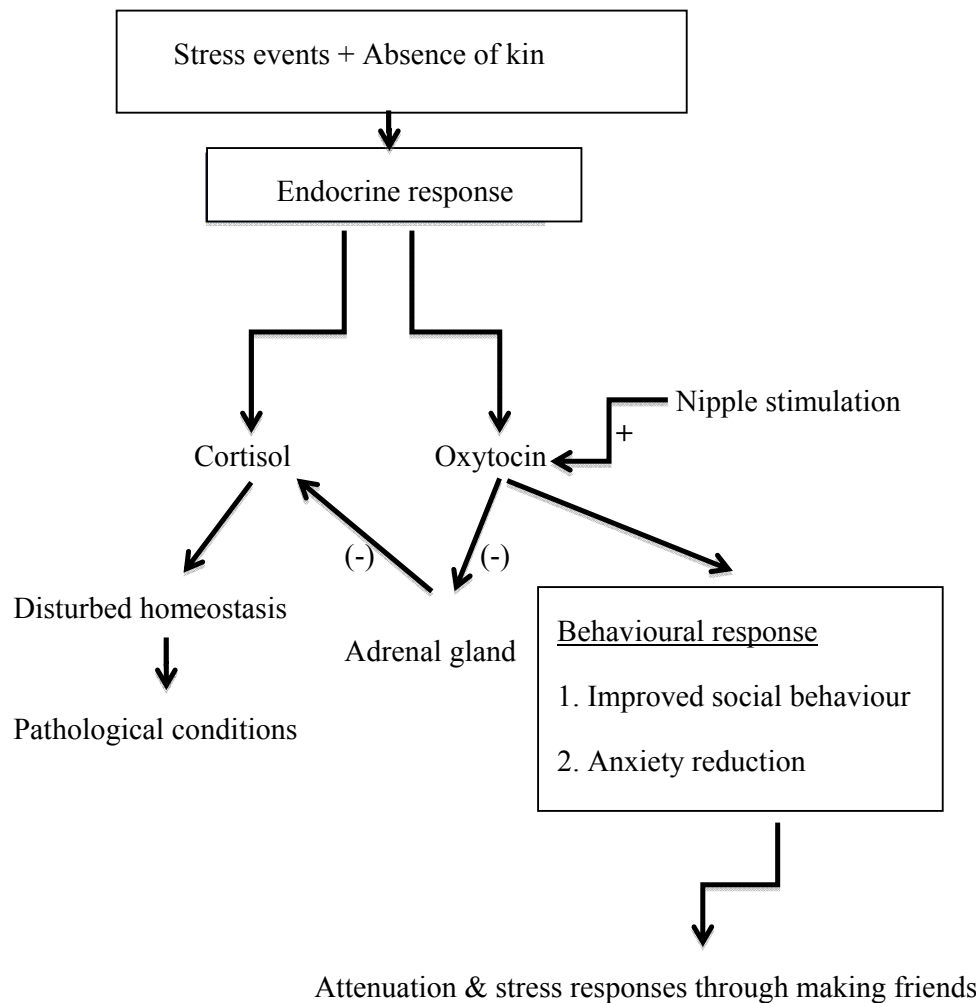 Stress events + Absence of kin
Endocrine response
Nipple stimulation
+
Cortisol
Oxytocin
(-)
(-)
Disturbed homeostasis
Adrenal gland
Pathological conditions
Behavioural response
1. Improved social behaviour
2. Anxiety reduction
Attenuation & stress responses through making friends